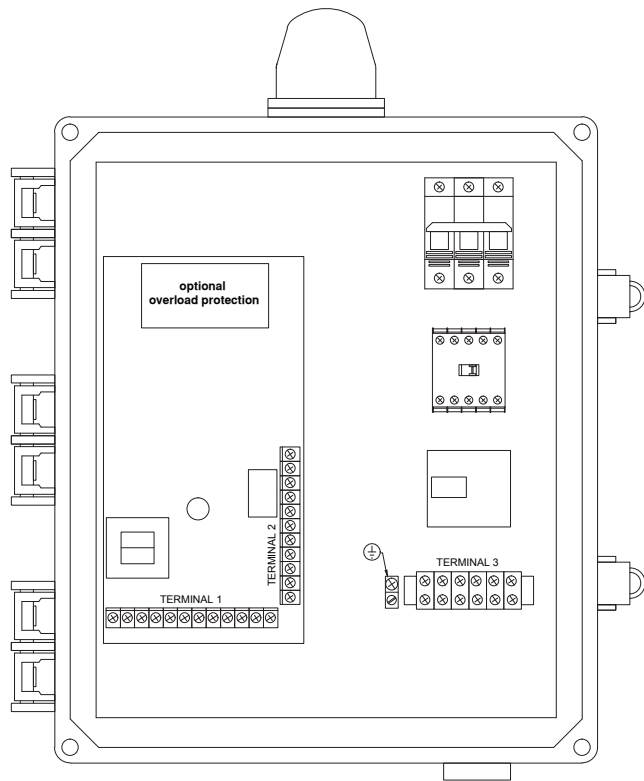 optional
overload protection
TERMINAL 2
TERMINAL 3
TERMINAL 1